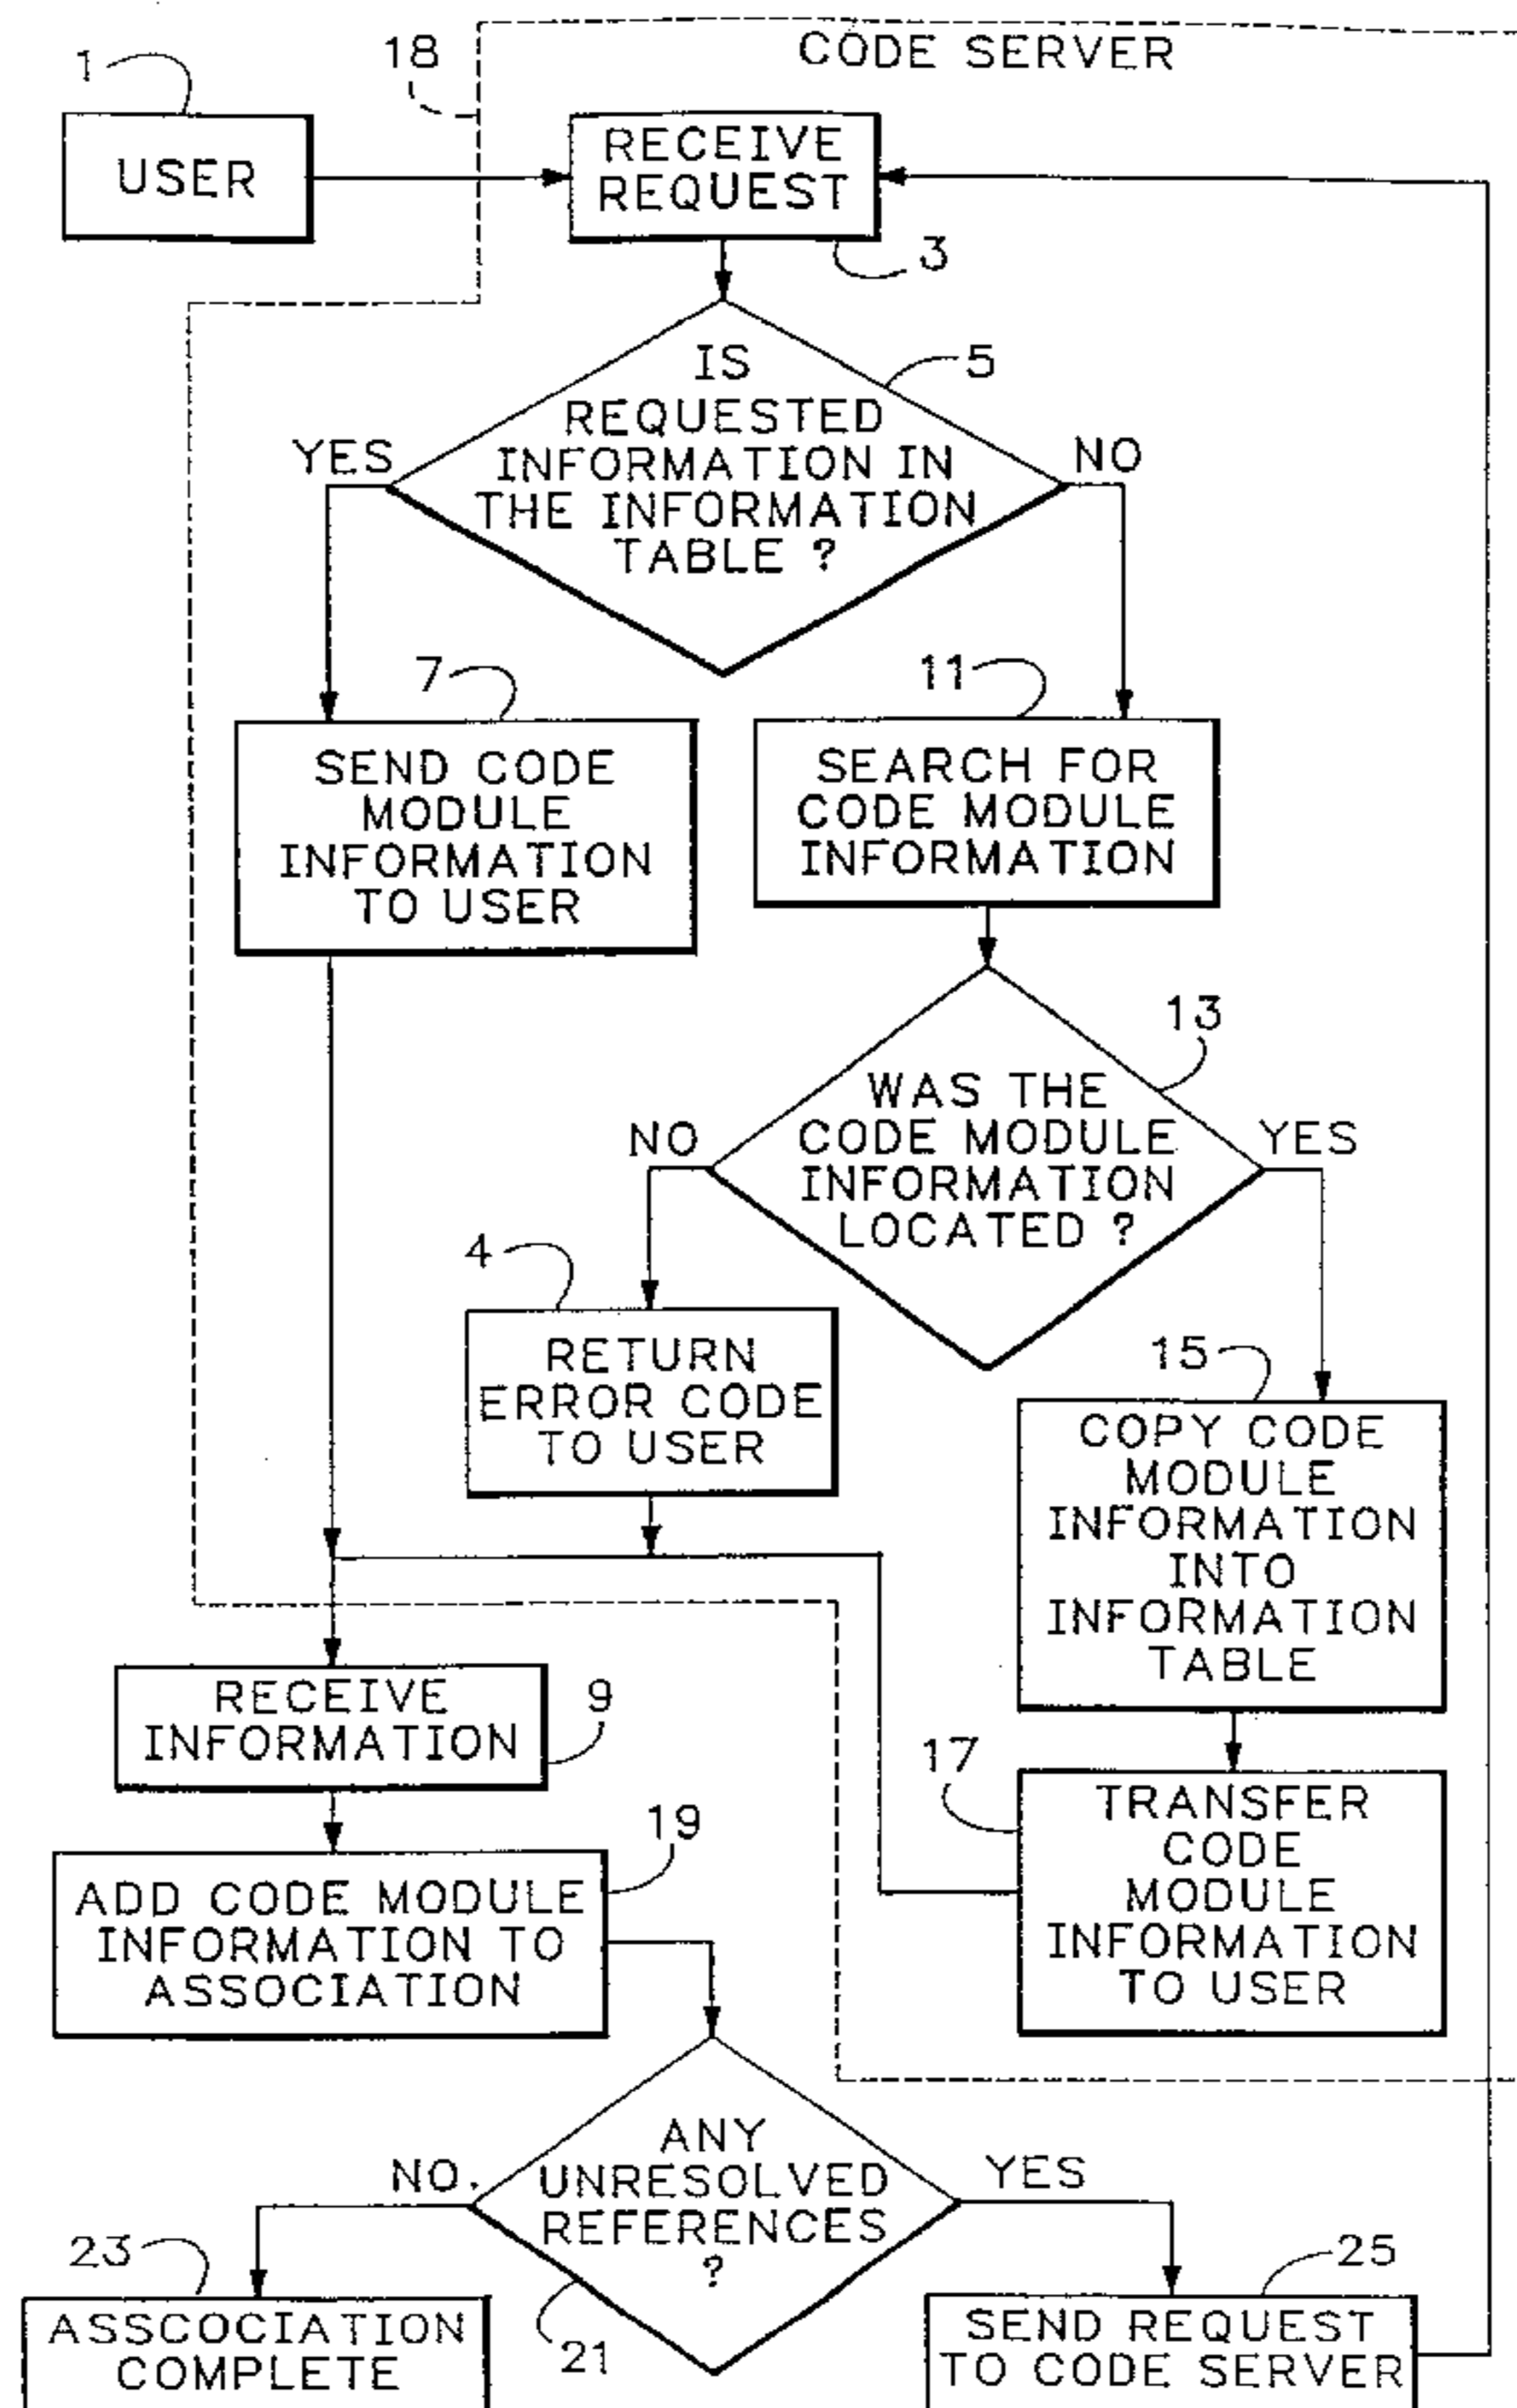 CODE SERVER
1
18
USER
RECEIVE
REQUEST
3
IS
REQUESTED
INFORMATION IN
THE INFORMATION
TABLE ?
5
YES
NO
7
SEND CODE
MODULE
INFORMATION
TO USER
11
SEARCH FOR
CODE MODULE
INFORMATION
13
WAS THE
CODE MODULE
INFORMATION
LOCATED ?
NO
YES
4
RETURN
ERROR CODE
TO USER
15
COPY CODE
MODULE
INFORMATION
INTO
INFORMATION
TABLE
RECEIVE
INFORMATION
9
17
TRANSFER
CODE
MODULE
INFORMATION
TO USER
19
ADD CODE MODULE
INFORMATION TO
ASSOCIATION
ANY
UNRESOLVED
REFERENCES
?
NO.
YES
21
23
ASSCOCIATION
COMPLETE
25
SEND REQUEST
TO CODE SERVER